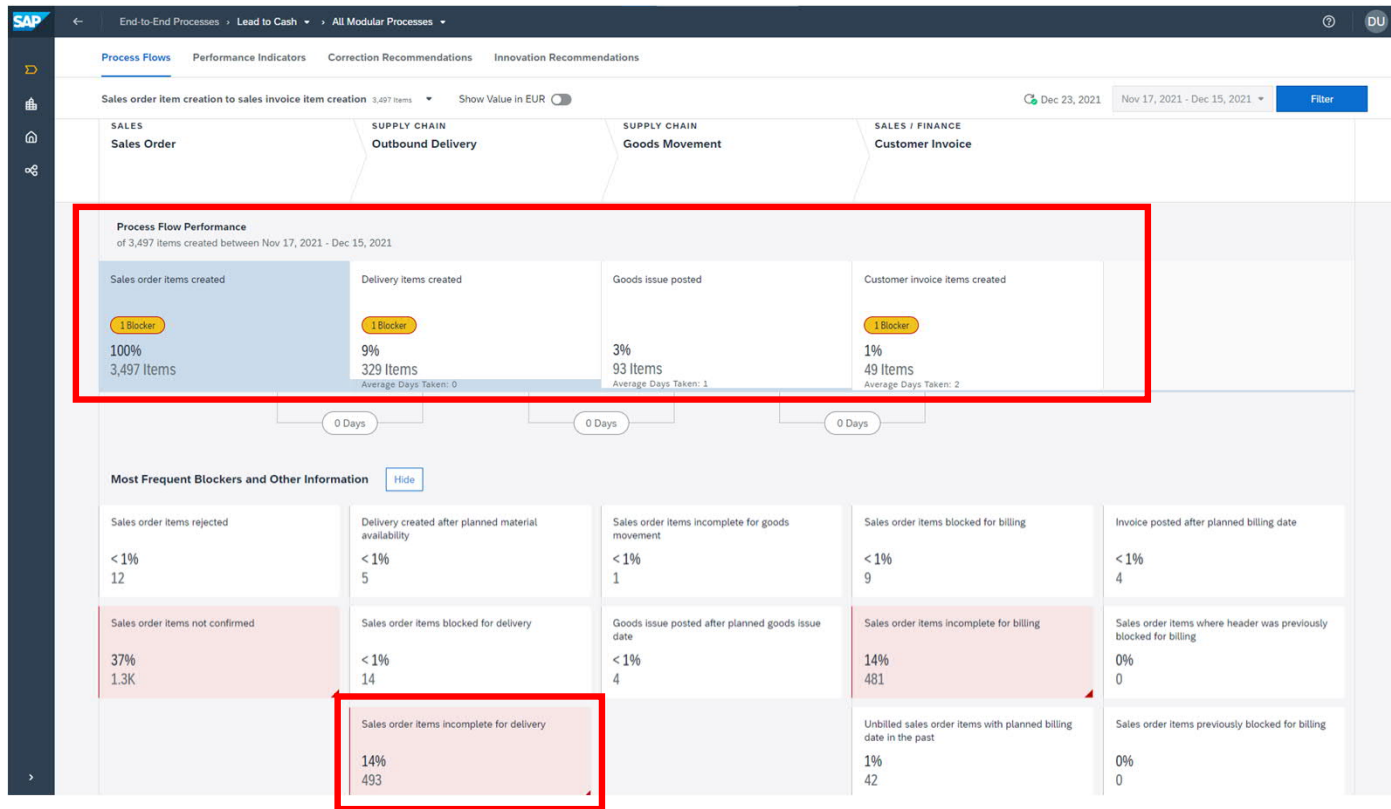 SAP
End-to-End Processes › Lead to Cash › All Modular Processes
DU
Process Flows Performance Indicators Correction Recommendations Innovation Recommendations
Sales order item creation to sales invoice item creation 3,497 Items Show Value in EUR Dec 23, 2021 Nov 17, 2021 - Dec 15, 2021 Filter
SALES
Sales Order
SUPPLY CHAIN
Outbound Delivery
SUPPLY CHAIN
Goods Movement
SALES / FINANCE
Customer Invoice
Process Flow Performance
of 3,497 items created between Nov 17, 2021 - Dec 15, 2021
Sales order items created
1 Blocker
100%
3,497 Items
Delivery items created
1 Blocker
9%
329 Items
Average Days Taken: 0
Goods issue posted
3%
93 Items
Average Days Taken: 1
Customer invoice items created
1 Blocker
1%
49 Items
Average Days Taken: 2
0 Days
0 Days
0 Days
Most Frequent Blockers and Other Information Hide
Sales order items rejected
< 1%
12
Delivery created after planned material
availability
< 1%
5
Sales order items incomplete for goods
movement
< 1%
1
Sales order items blocked for billing
< 1%
9
Invoice posted after planned billing date
< 1%
4
Sales order items not confirmed
37%
1.3K
Sales order items blocked for delivery
< 1%
14
Goods issue posted after planned goods issue
date
< 1%
4
Sales order items incomplete for billing
14%
481
Sales order items where header was previously
blocked for billing
0%
0
Sales order items incomplete for delivery
14%
493
Unbilled sales order items with planned billing
date in the past
1%
42
Sales order items previously blocked for billing
0%
0